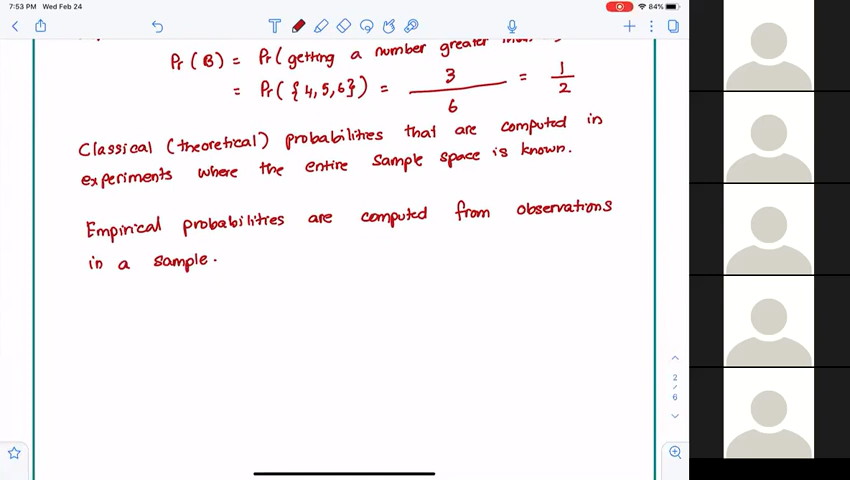 7:53 PM Wed Feb 24
84%
Pr (B) = Pr( getting a number greater
= Pr( {4,5,6}) = 3/6 = 1/2
Classical (theoretical) probabilities that are computed in
experiments where the entire sample space is known.
Empirical probabilities are computed from observations
in a sample.
2
/
6